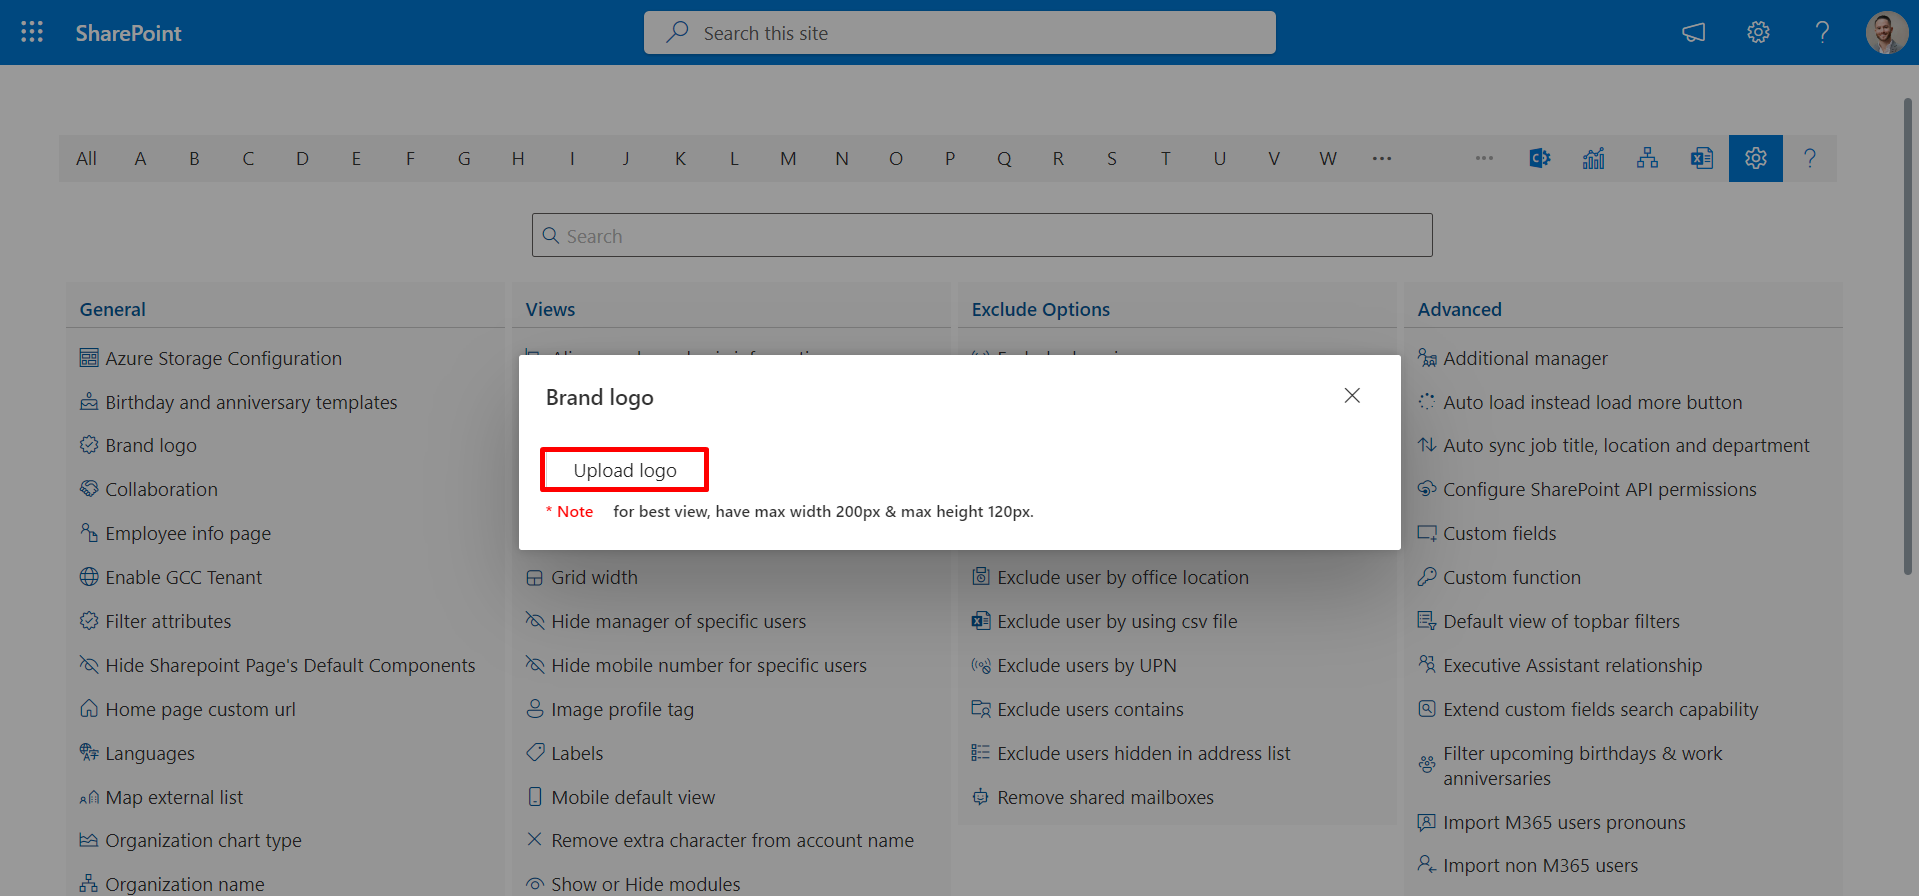 SharePoint
Search this site
All A B C D E F G H I J K L M N O P Q R S T U V W ... ...
Search
General
Azure Storage Configuration
Birthday and anniversary templates
Brand logo
Collaboration
Employee info page
Enable GCC Tenant
Filter attributes
Hide Sharepoint Page's Default Components
Home page custom url
Languages
Map external list
Organization chart type
Organization name
Views
Brand logo
Upload logo
* Note for best view, have max width 200px & max height 120px.
Grid width
Hide manager of specific users
Hide mobile number for specific users
Image profile tag
Labels
Mobile default view
Remove extra character from account name
Show or Hide modules
Exclude Options
Exclude user by office location
Exclude user by using csv file
Exclude users by UPN
Exclude users contains
Exclude users hidden in address list
Remove shared mailboxes
Advanced
Additional manager
Auto load instead load more button
Auto sync job title, location and department
Configure SharePoint API permissions
Custom fields
Custom function
Default view of topbar filters
Executive Assistant relationship
Extend custom fields search capability
Filter upcoming birthdays & work
anniversaries
Import M365 users pronouns
Import non M365 users